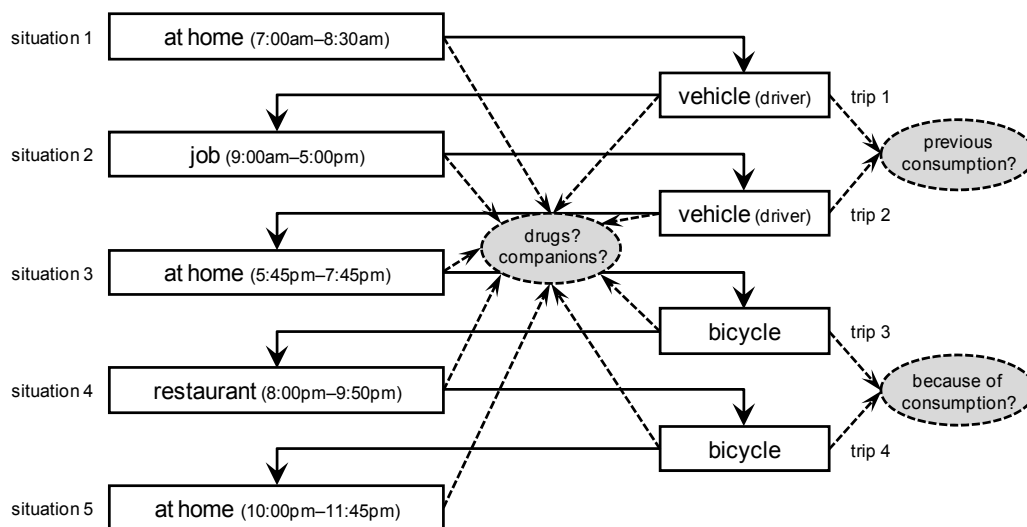 situation 1
at home (7:00am–8:30am)
vehicle (driver)
trip 1
situation 2
job (9:00am–5:00pm)
previous
consumption?
vehicle (driver)
trip 2
drugs?
companions?
situation 3
at home (5:45pm–7:45pm)
bicycle
trip 3
situation 4
restaurant (8:00pm–9:50pm)
because of
consumption?
bicycle
trip 4
situation 5
at home (10:00pm–11:45pm)